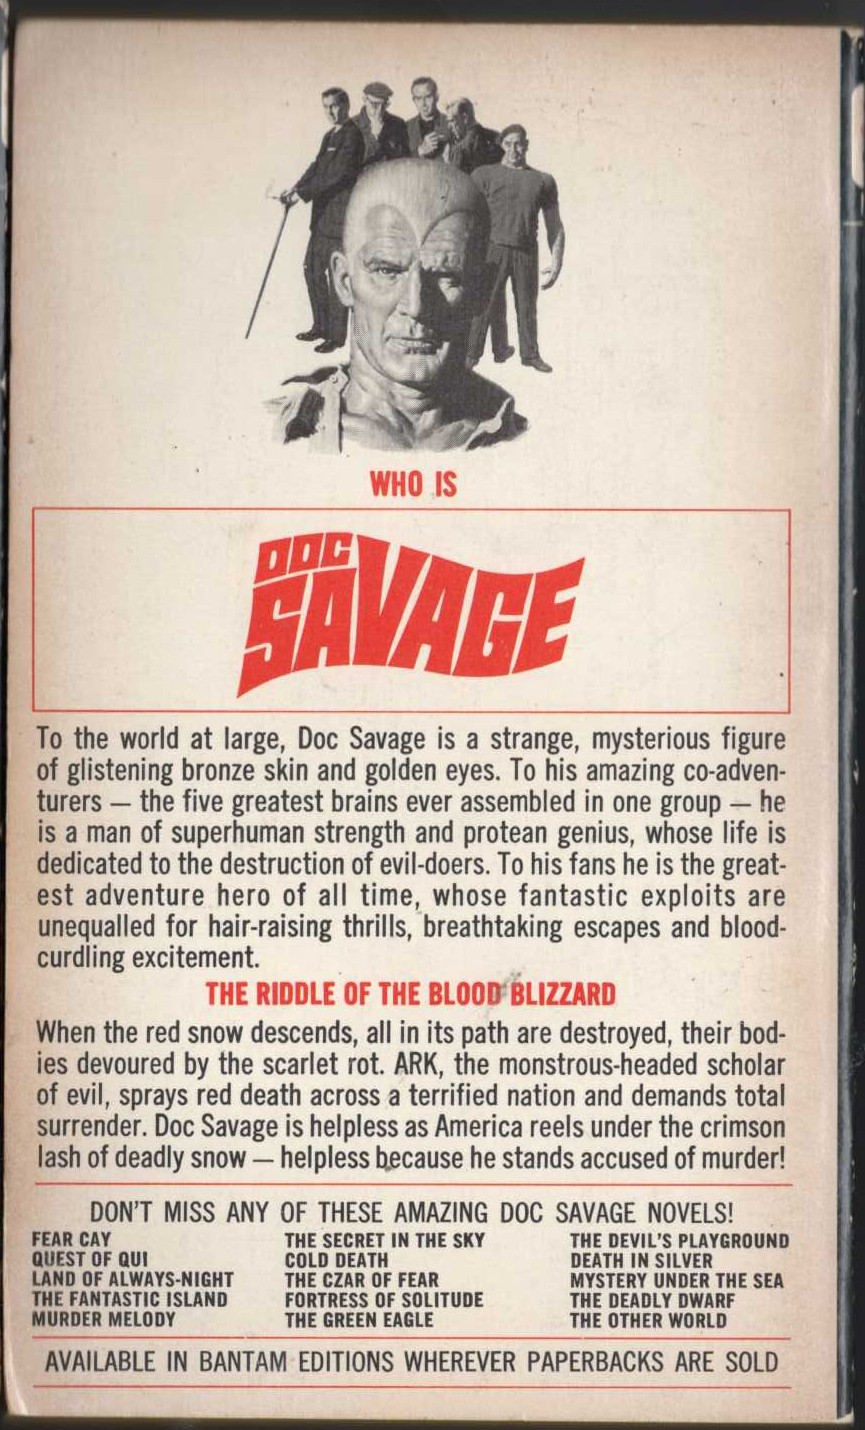 WHO IS
DOC
SAVAGE
To the world at large, Doc Savage is a strange, mysterious figure
of glistening bronze skin and golden eyes. To his amazing co-adven-
turers — the five greatest brains ever assembled in one group — he
is a man of superhuman strength and protean genius, whose life is
dedicated to the destruction of evil-doers. To his fans he is the great-
est adventure hero of all time, whose fantastic exploits are
unequalled for hair-raising thrills, breathtaking escapes and blood-
curdling excitement.
THE RIDDLE OF THE BLOOD BLIZZARD
When the red snow descends, all in its path are destroyed, their bod-
ies devoured by the scarlet rot. ARK, the monstrous-headed scholar
of evil, sprays red death across a terrified nation and demands total
surrender. Doc Savage is helpless as America reels under the crimson
lash of deadly snow — helpless because he stands accused of murder!
DON'T MISS ANY OF THESE AMAZING DOC SAVAGE NOVELS!
FEAR CAY THE SECRET IN THE SKY THE DEVIL'S PLAYGROUND
QUEST OF QUI COLD DEATH DEATH IN SILVER
LAND OF ALWAYS-NIGHT THE CZAR OF FEAR MYSTERY UNDER THE SEA
THE FANTASTIC ISLAND FORTRESS OF SOLITUDE THE DEADLY DWARF
MURDER MELODY THE GREEN EAGLE THE OTHER WORLD
AVAILABLE IN BANTAM EDITIONS WHEREVER PAPERBACKS ARE SOLD